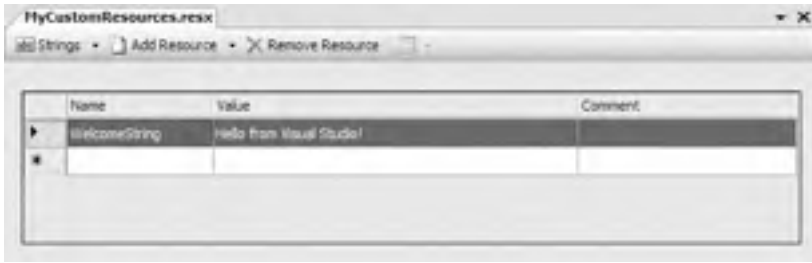 MyCustomResources.resx
Strings Add Resource Remove Resource
Name Value Comment
WelcomeString Hello from Visual Studio!